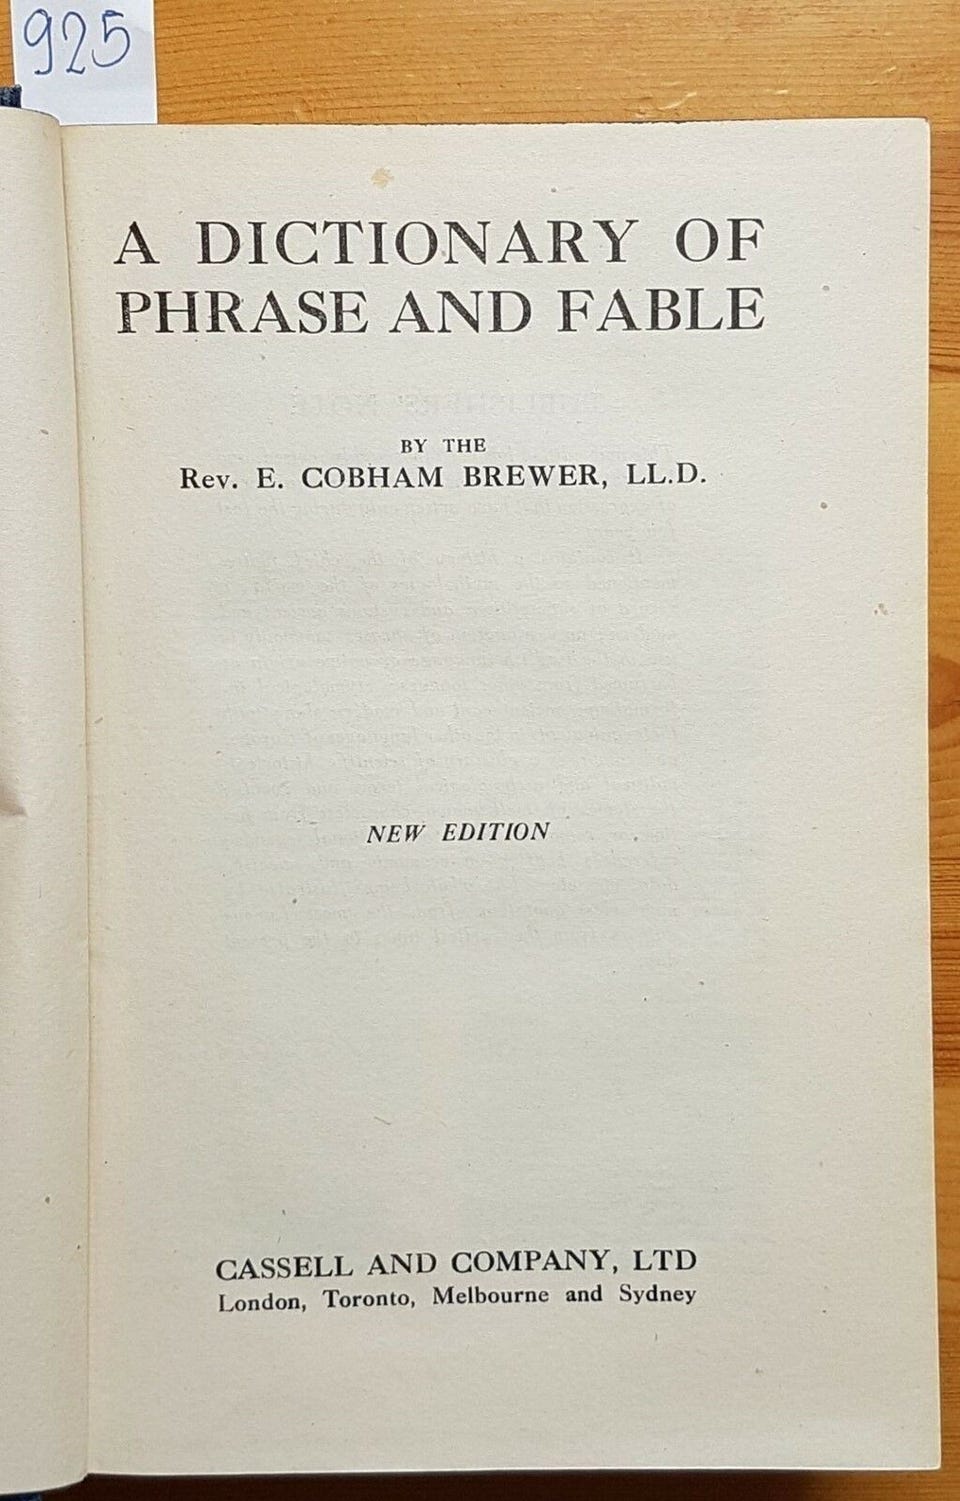 925
A DICTIONARY OF
PHRASE AND FABLE
BY THE
Rev. E. COBHAM BREWER, LL.D.
NEW EDITION
CASSELL AND COMPANY, LTD
London, Toronto, Melbourne and Sydney